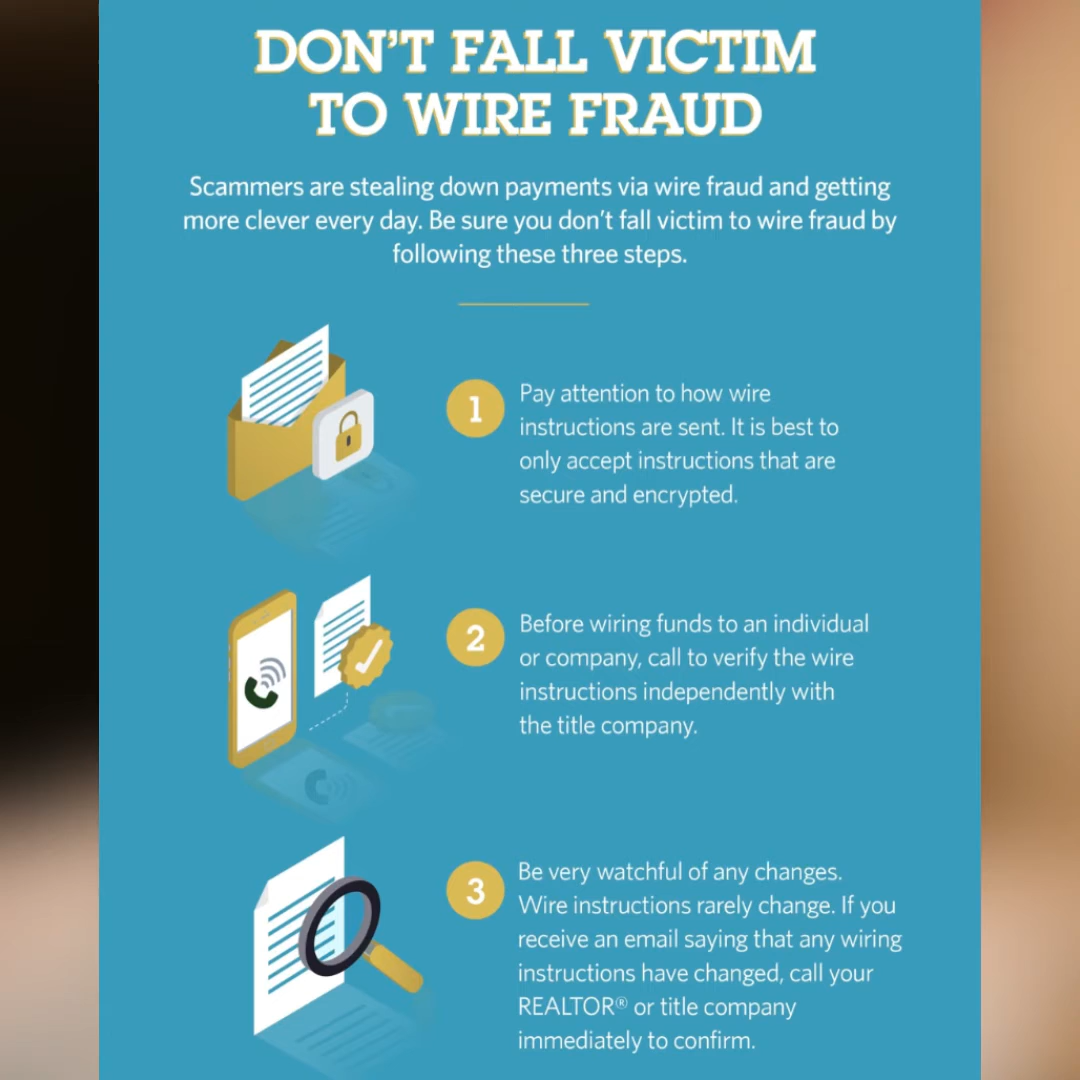 DON'T FALL VICTIM
TO WIRE FRAUD
Scammers are stealing down payments via wire fraud and getting
more clever every day. Be sure you don't fall victim to wire fraud by
following these three steps.
1
Pay attention to how wire
instructions are sent. It is best to
only accept instructions that are
secure and encrypted.
2
Before wiring funds to an individual
or company, call to verify the wire
instructions independently with
the title company.
3
Be very watchful of any changes.
Wire instructions rarely change. If you
receive an email saying that any wiring
instructions have changed, call your
REALTOR® or title company
immediately to confirm.